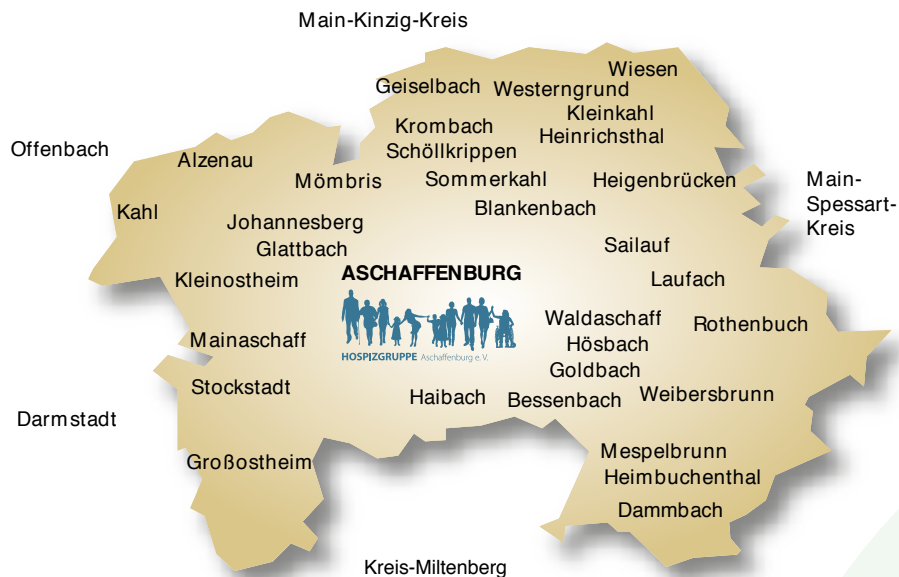 Main-Kinzig-Kreis
Wiesen
Geiselbach
Westerngrund
Kleinkahl
Krombach
Heinrichsthal
Offenbach
Schöllkrippen
Alzenau
Mömbris
Sommerkahl
Heigenbrücken
Main-
Spessart-
Kreis
Kahl
Blankenbach
Johannesberg
Glattbach
Sailauf
ASCHAFFENBURG
Kleinostheim
Laufach
Waldaschaff
Rothenbuch
Mainaschaff
Hösbach
HOSPIZGRUPPE Aschaffenburg e. V.
Goldbach
Stockstadt
Haibach
Bessenbach
Weibersbrunn
Darmstadt
Mespelbrunn
Großostheim
Heimbuchenthal
Dammbach
Kreis-Miltenberg